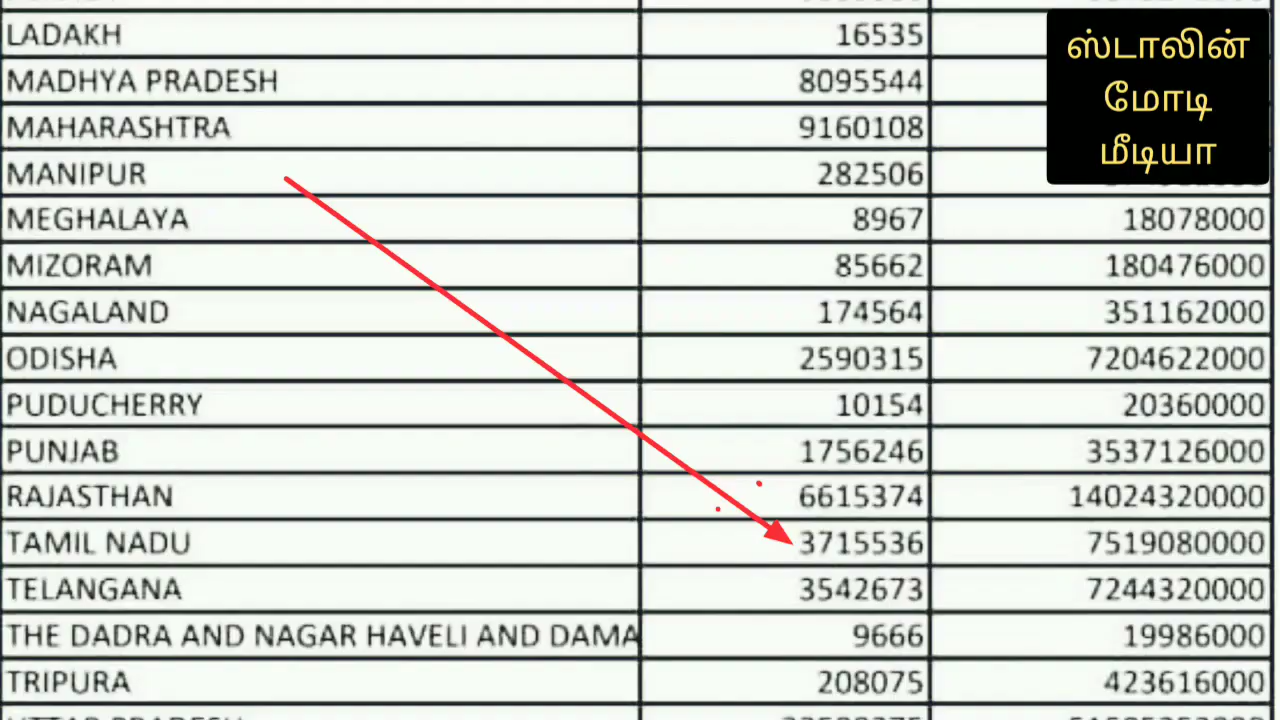 LADAKH 16535
MADHYA PRADESH 8095544
MAHARASHTRA 9160108
MANIPUR 282506
MEGHALAYA 8967 18078000
MIZORAM 85662 180476000
NAGALAND 174564 351162000
ODISHA 2590315 7204622000
PUDUCHERRY 10154 20360000
PUNJAB 1756246 3537126000
RAJASTHAN 6615374 14024320000
TAMIL NADU 3715536 7519080000
TELANGANA 3542673 7244320000
THE DADRA AND NAGAR HAVELI AND DAMA 9666 19986000
TRIPURA 208075 423616000
ஸ்டாலின்
மோடி
மீடியா